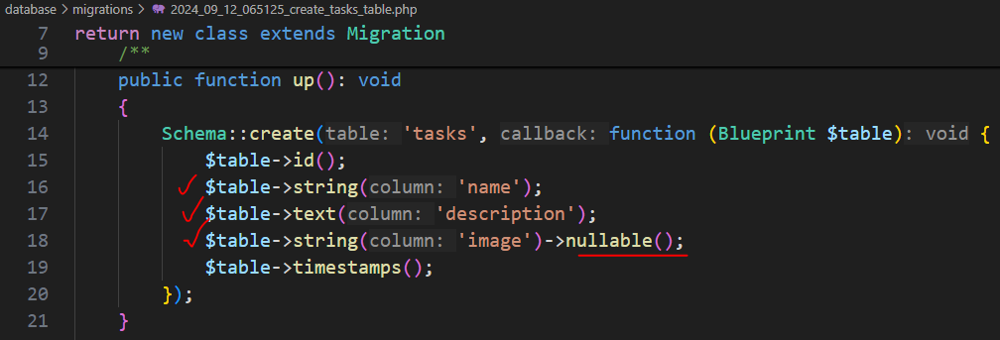 database > migrations > 2024_09_12_065125_create_tasks_table.php
7 return new class extends Migration
9 /**
12 public function up(): void
13 {
14 Schema::create(table: 'tasks', callback: function (Blueprint $table): void {
15 $table->id();
16 $table->string(column: 'name');
17 $table->text(column: 'description');
18 $table->string(column: 'image')->nullable();
19 $table->timestamps();
20 });
21 }